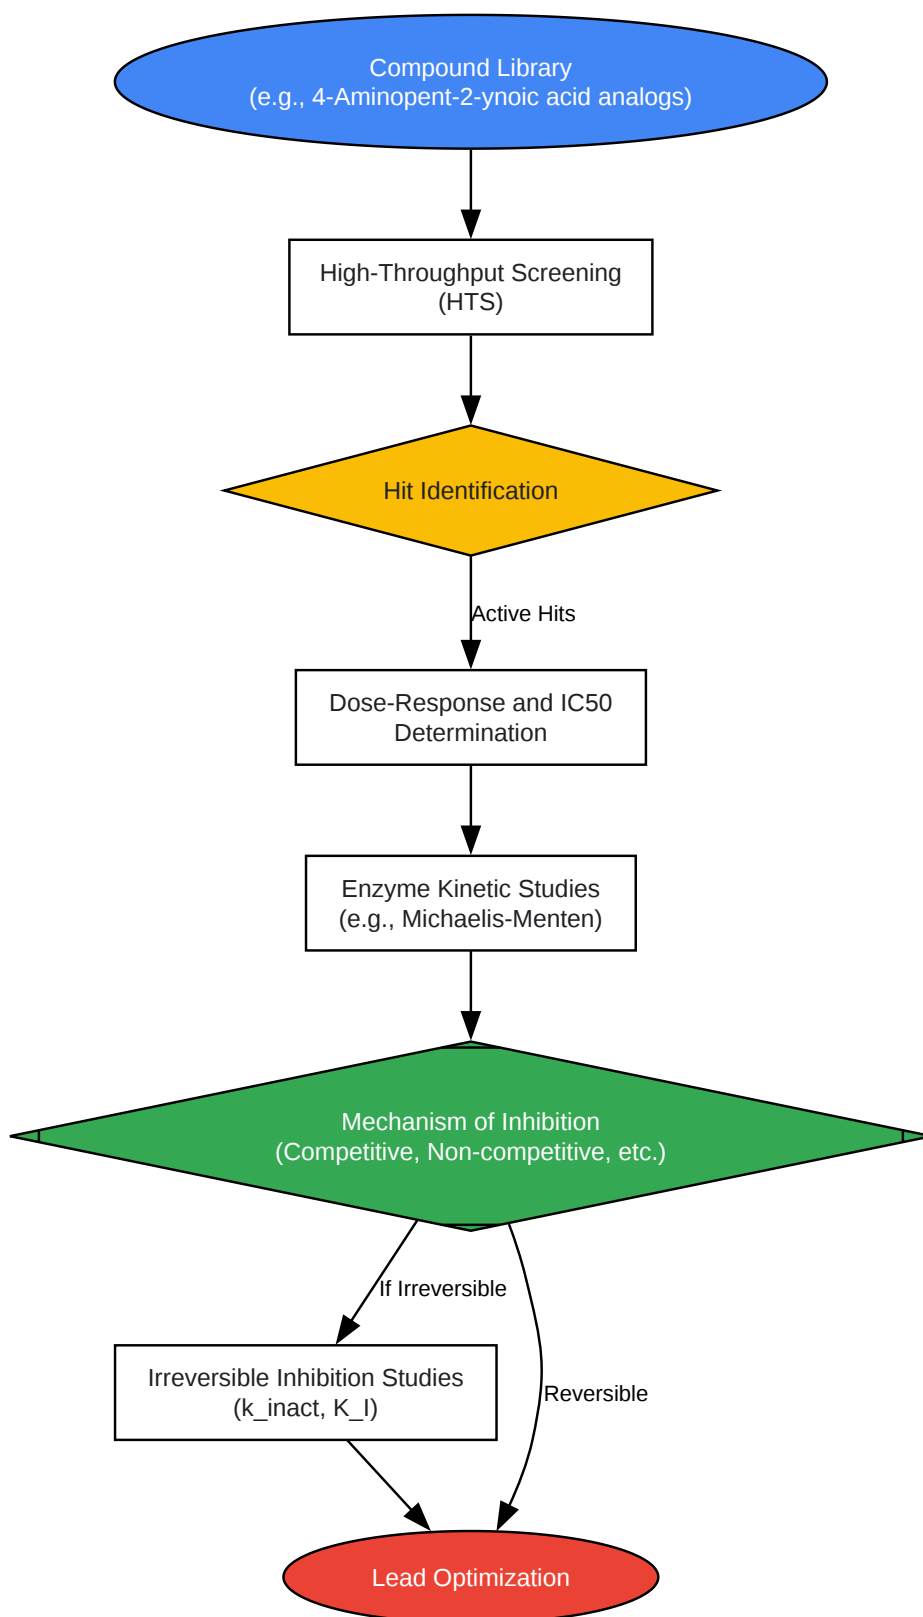 Compound Library
(e.g., 4-Aminopent-2-ynoic acid analogs)
High-Throughput Screening
(HTS)
Hit Identification
Active Hits
Dose-Response and IC50
Determination
Enzyme Kinetic Studies
(e.g., Michaelis-Menten)
Mechanism of Inhibition
(Competitive, Non-competitive, etc.)
If Irreversible
Irreversible Inhibition Studies
(k_inact, K_I)
Reversible
Lead Optimization